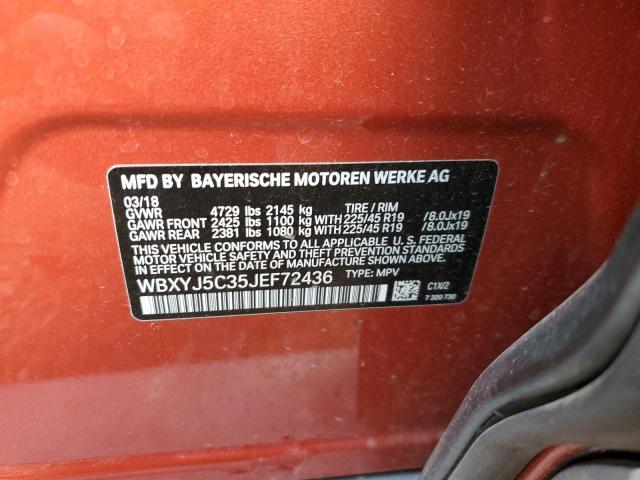 MFD BY BAYERISCHE MOTOREN WERKE AG
03/18
GVWR 4729 lbs 2145 kg TIRE / RIM
GAWR FRONT 2425 lbs 1100 kg WITH 225/45 R19 /8.0Jx19
GAWR REAR 2381 lbs 1080 kg WITH 225/45 R19 /8.0Jx19
THIS VEHICLE CONFORMS TO ALL APPLICABLE U. S. FEDERAL
MOTOR VEHICLE SAFETY, BUMPER, AND THEFT PREVENTION
STANDARDS IN EFFECT ON THE DATE OF MANUFACTURE SHOWN ABOVE.
WBXYJ5C35JEF72436 TYPE: MPV
C1X/2
7 320 730